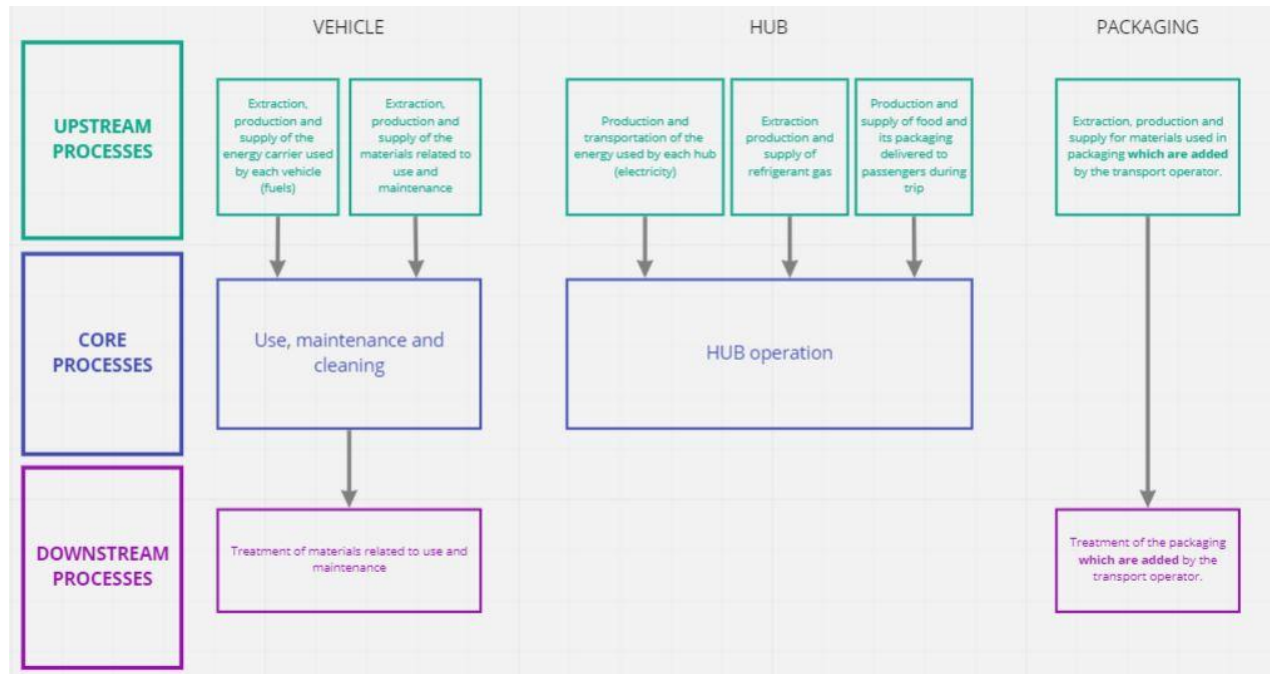 VEHICLE
HUB
PACKAGING
UPSTREAM
PROCESSES
Extraction,
production and
supply of the
energy carrier used
by each vehicle
(fuels)
Extraction,
production and
supply of the
materials related to
use and
maintenance
Production and
transportation of the
energy used by each hub
(electricity)
Extraction
production and
supply of
refrigerant gas
Production and
supply of food and
its packaging
delivered to
passengers during
trip
Extraction, production and
supply for materials used in
packaging which are added
by the transport operator.
CORE
PROCESSES
Use, maintenance and
cleaning
HUB operation
DOWNSTREAM
PROCESSES
Treatment of materials related to use and
maintenance
Treatment of the packaging
which are added by the
transport operator.